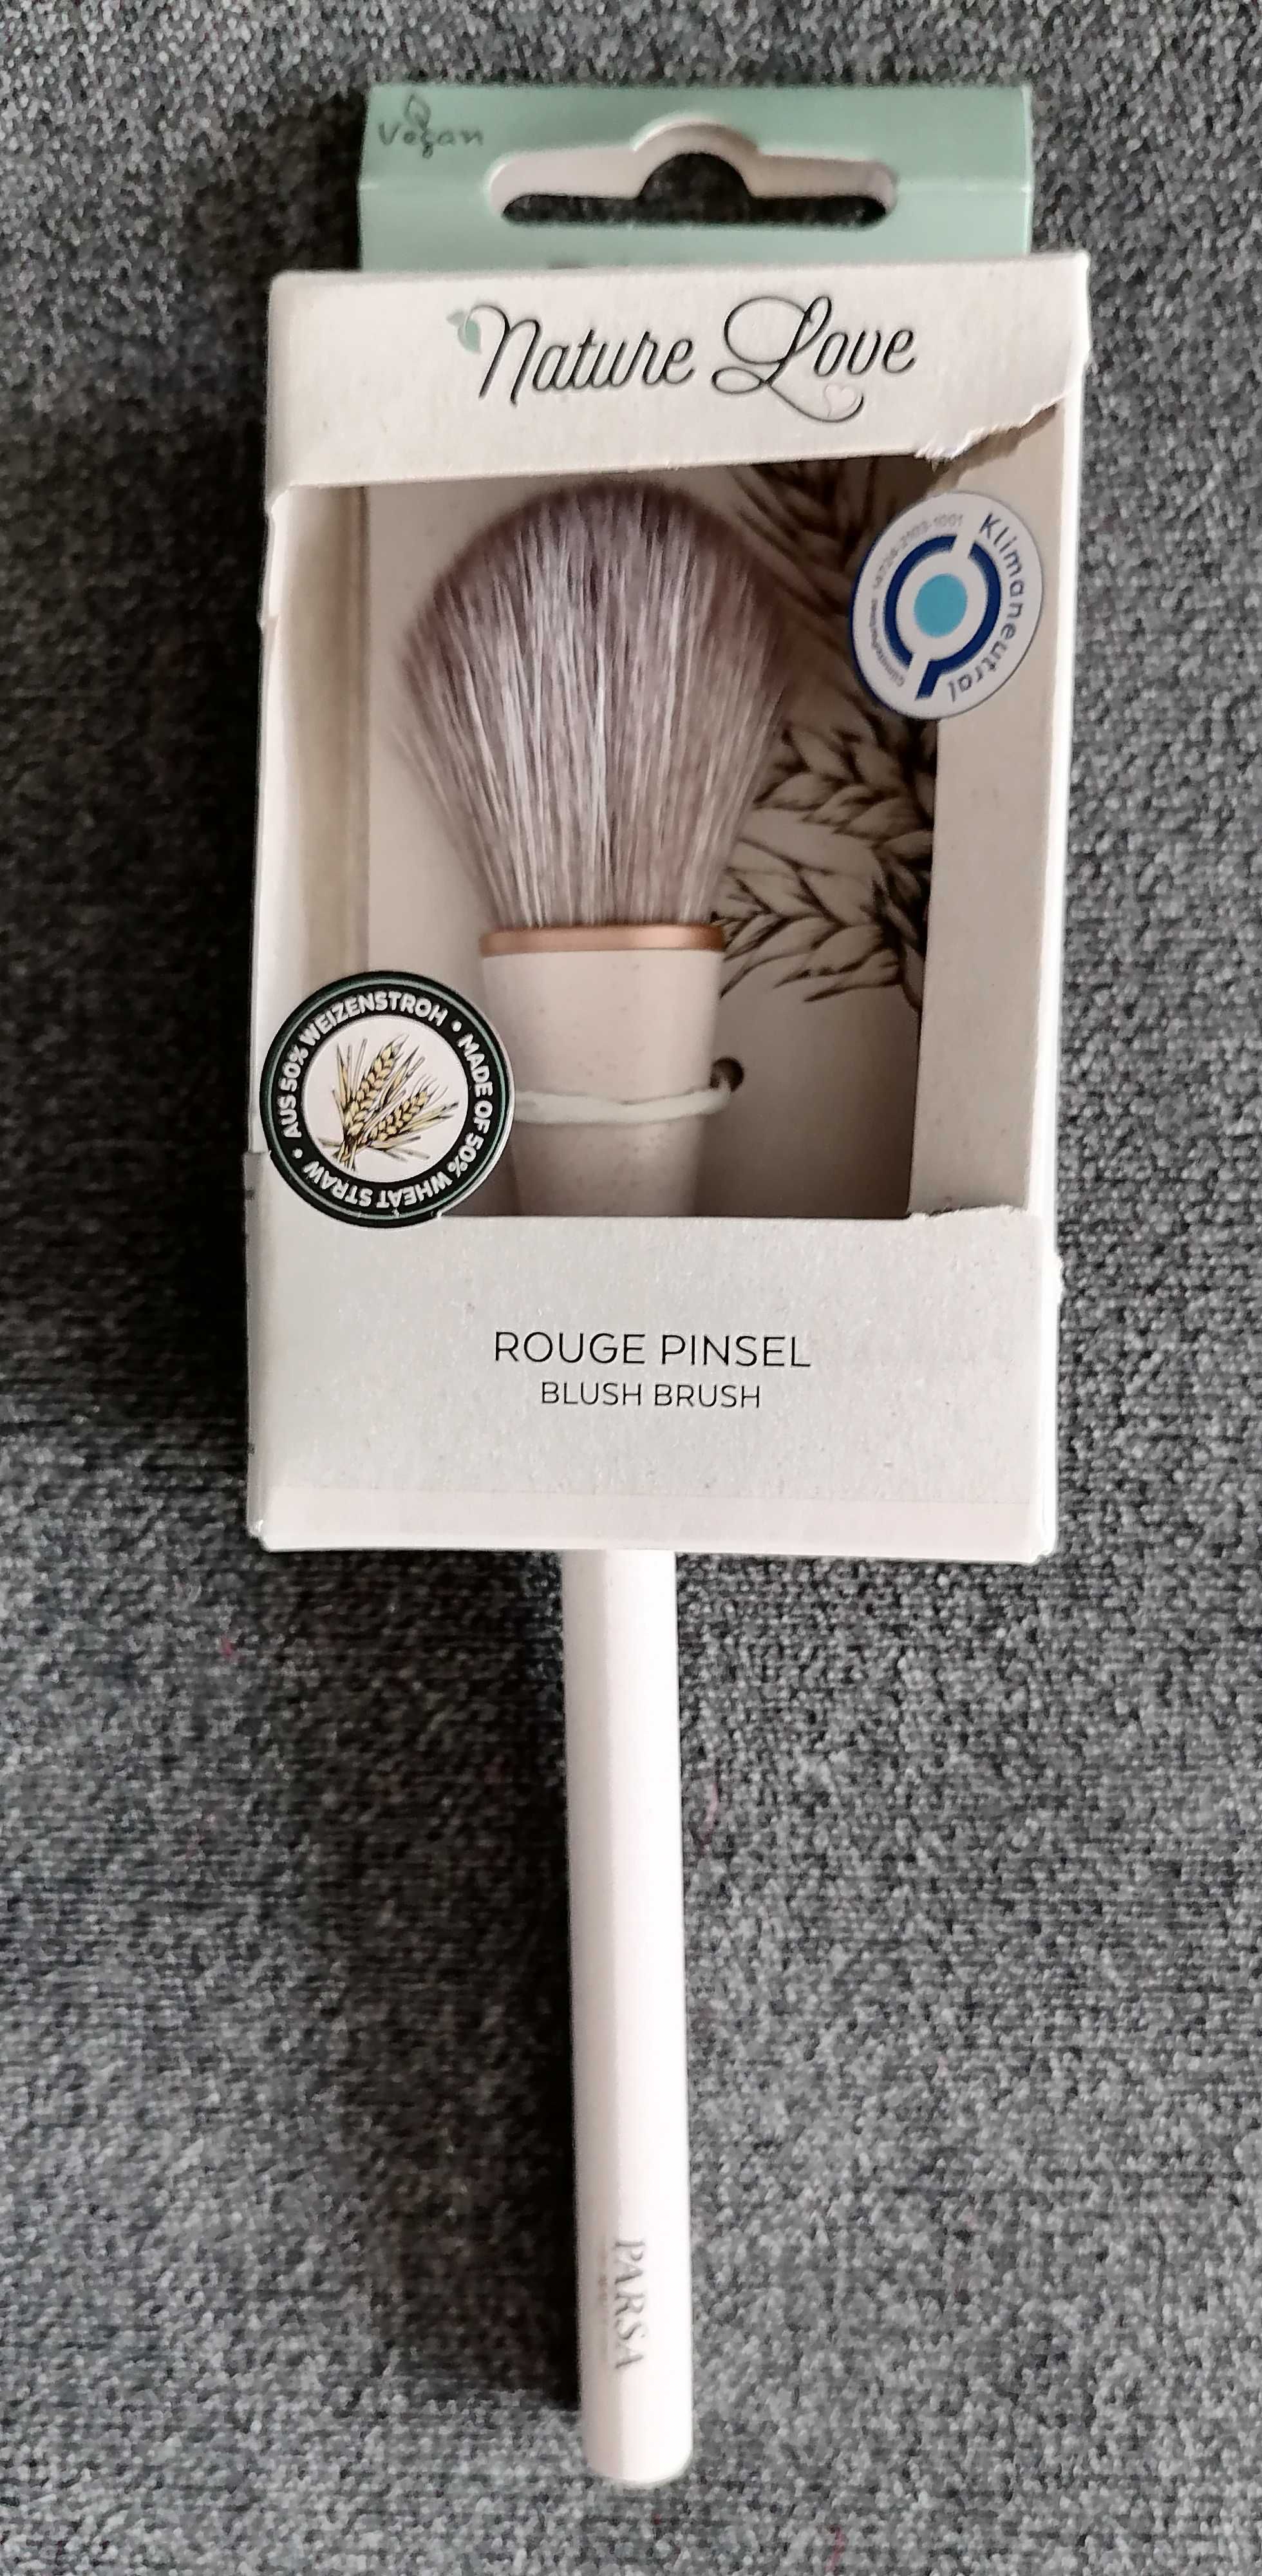 Vegan
Nature Love
Klimaneutral
AUS 50% WEIZENSTROH • MADE OF 50% WHEAT STRAW •
ROUGE PINSEL
BLUSH BRUSH
PARSA